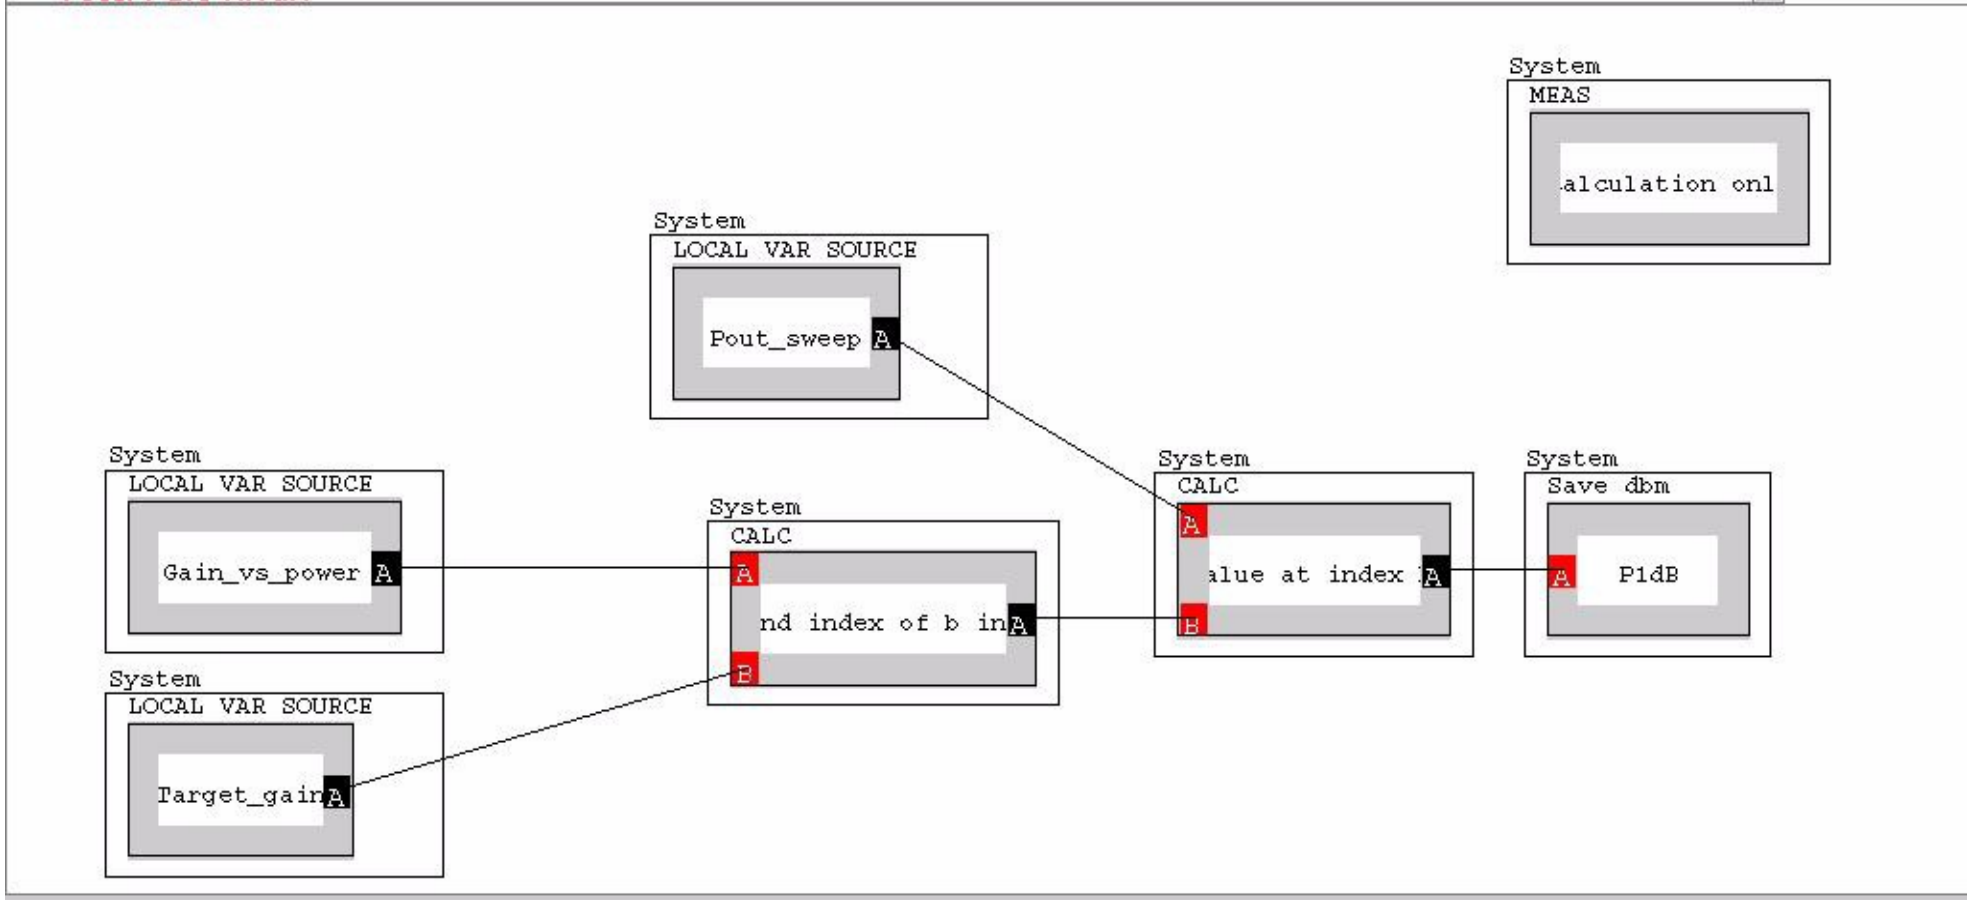 System
MEAS
alculation onl
System
LOCAL VAR SOURCE
Pout_sweep A
System
LOCAL VAR SOURCE
Gain_vs_power A
System
CALC
A
nd index of b in A
B
System
CALC
A
alue at index A
B
System
Save dbm
A P1dB
System
LOCAL VAR SOURCE
Target_gain A